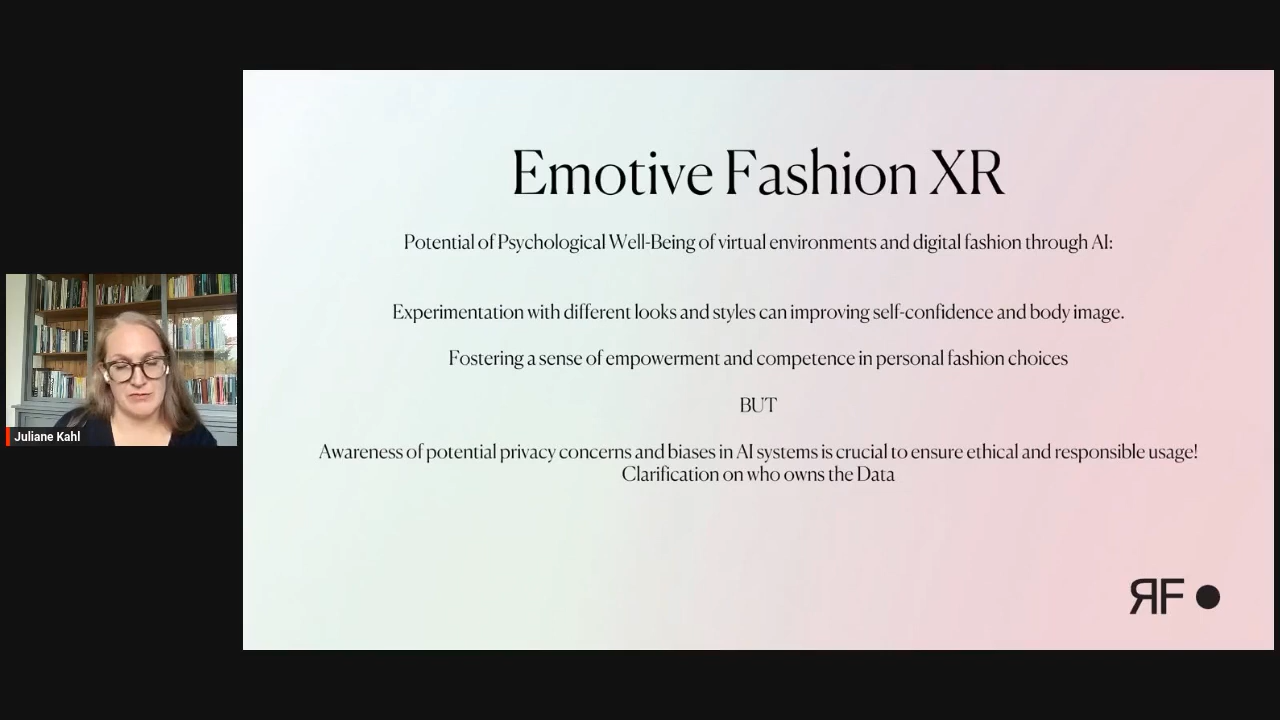 Emotive Fashion XR
Potential of Psychological Well-Being of virtual environments and digital fashion through AI:
Experimentation with different looks and styles can improving self-confidence and body image.
Fostering a sense of empowerment and competence in personal fashion choices
BUT
Awareness of potential privacy concerns and biases in AI systems is crucial to ensure ethical and responsible usage!
Clarification on who owns the Data
Juliane Kahl
ЯF